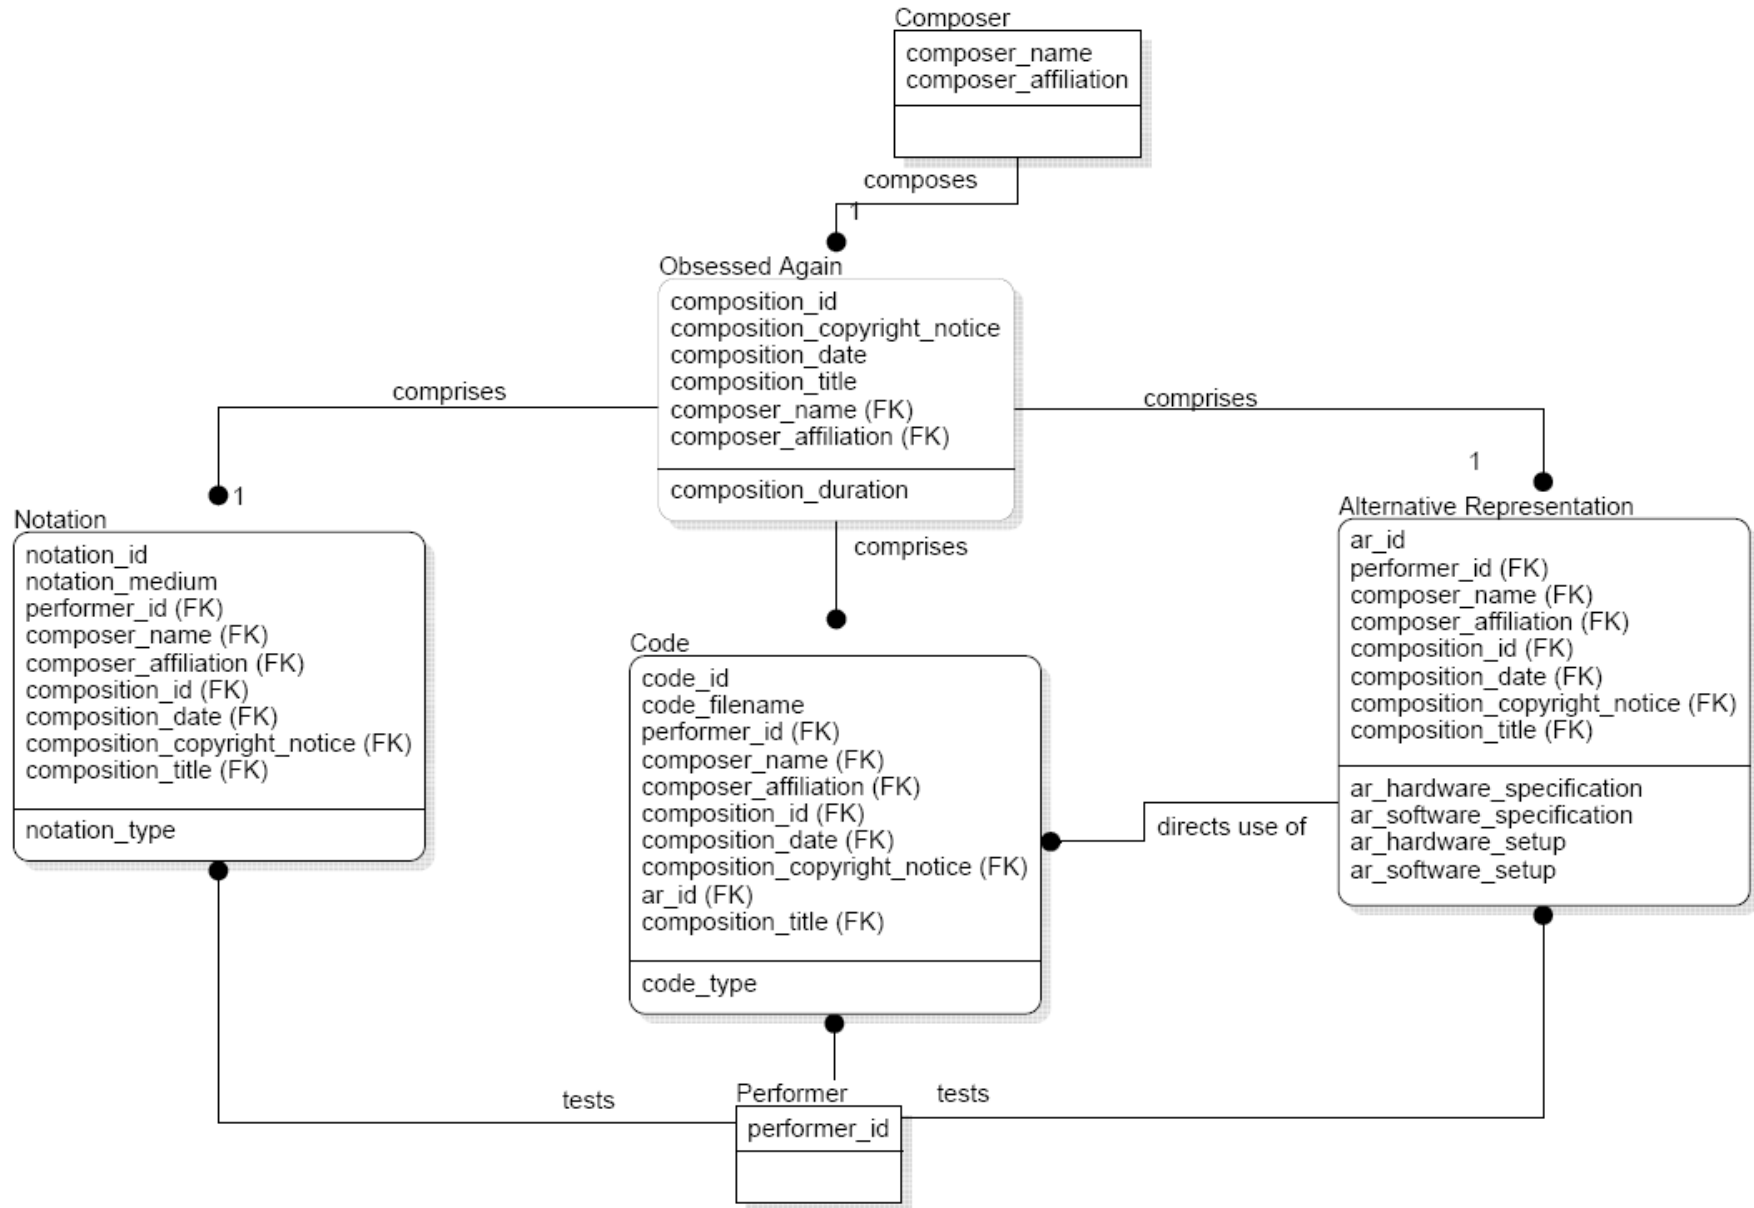 Composer
composer_name
composer_affiliation
composes
1
Obsessed Again
composition_id
composition_copyright_notice
composition_date
composition_title
composer_name (FK)
composer_affiliation (FK)
composition_duration
comprises
comprises
comprises
1
Notation
notation_id
notation_medium
performer_id (FK)
composer_name (FK)
composer_affiliation (FK)
composition_id (FK)
composition_date (FK)
composition_copyright_notice (FK)
composition_title (FK)
notation_type
Code
code_id
code_filename
performer_id (FK)
composer_name (FK)
composer_affiliation (FK)
composition_id (FK)
composition_date (FK)
composition_copyright_notice (FK)
ar_id (FK)
composition_title (FK)
code_type
1
Alternative Representation
ar_id
performer_id (FK)
composer_name (FK)
composer_affiliation (FK)
composition_id (FK)
composition_date (FK)
composition_copyright_notice (FK)
composition_title (FK)
ar_hardware_specification
ar_software_specification
ar_hardware_setup
ar_software_setup
directs use of
tests
Performer
performer_id
tests